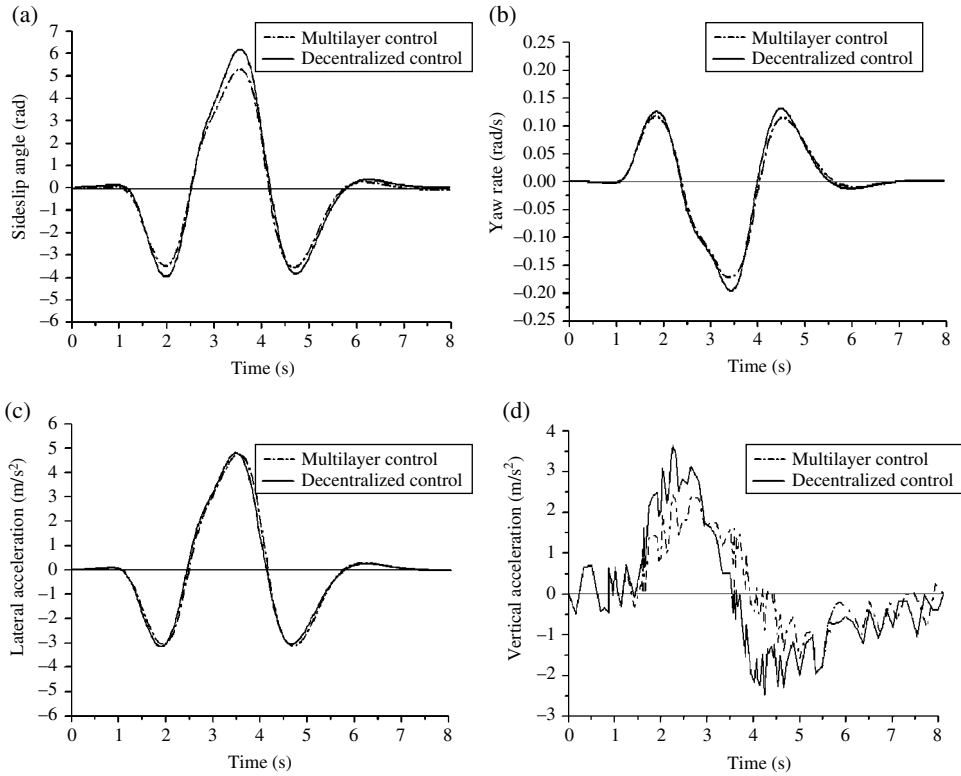 (a)
Sideslip angle (rad)
7
6
5
4
3
2
1
0
–1
–2
–3
–4
–5
–6
Multilayer control
Decentralized control
0 1 2 3 4 5 6 7 8
Time (s)
(b)
Yaw rate (rad/s)
0.25
0.20
0.15
0.10
0.05
0.00
–0.05
–0.10
–0.15
–0.20
–0.25
Multilayer control
Decentralized control
0 1 2 3 4 5 6 7 8
Time (s)
(c)
Lateral acceleration (m/s²)
6
5
4
3
2
1
0
–1
–2
–3
–4
–5
–6
Multilayer control
Decentralized control
0 1 2 3 4 5 6 7 8
Time (s)
(d)
Vertical acceleration (m/s²)
4
3
2
1
0
–1
–2
–3
Multilayer control
Decentralized control
0 1 2 3 4 5 6 7 8
Time (s)